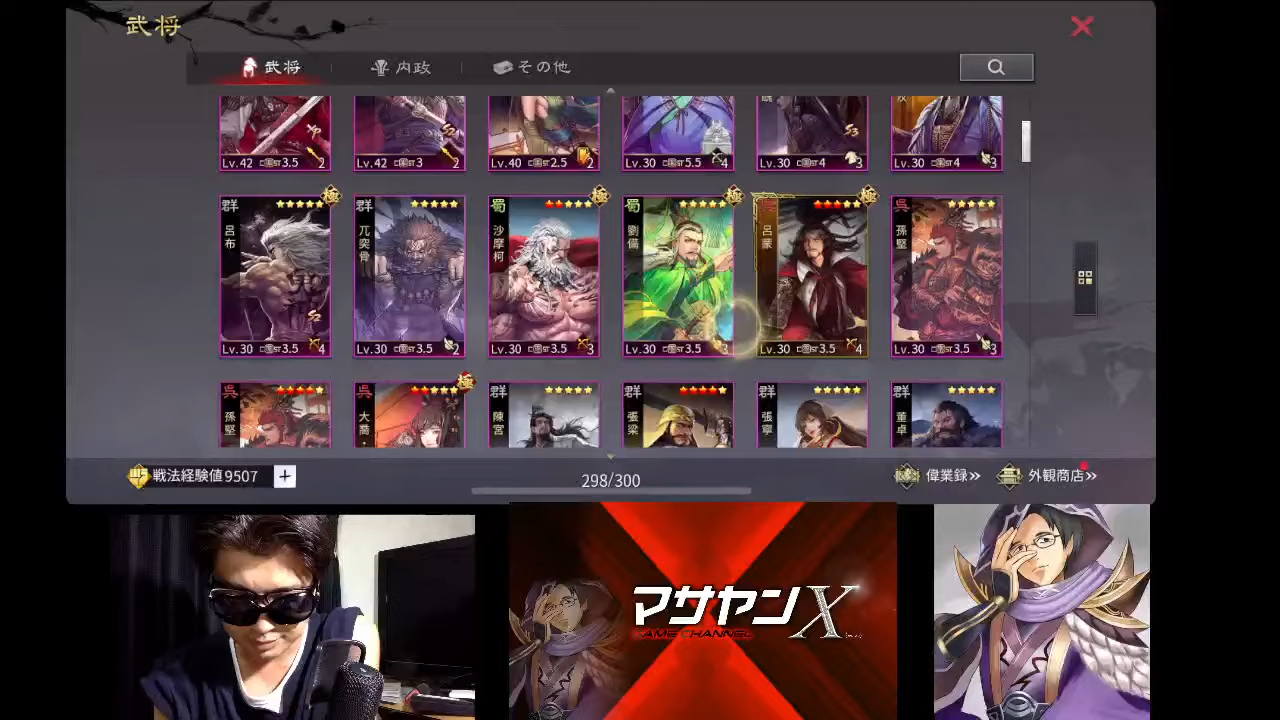 武将
武将 内政 その他
Lv.42 3.5 2
Lv.42 3 2
Lv.40 2.5 2
Lv.30 5.5 4
Lv.30 4 3
Lv.30 4 3
群 呂布 極
Lv.30 3.5 4
群 兀突骨
Lv.30 3.5 2
蜀 沙摩柯 極
Lv.30 3.5 3
蜀 劉備 極
Lv.30 3.5 3
呉 呂蒙 極
Lv.30 3.5 4
呉 孫堅
Lv.30 3.5 3
呉 孫堅
呉 大喬 極
群 陳宮
群 張梁
群 張寧
群 董卓
戦法経験値9507 +
298/300
偉業録»
外観商店»
マサヤンX
GAME CHANNEL